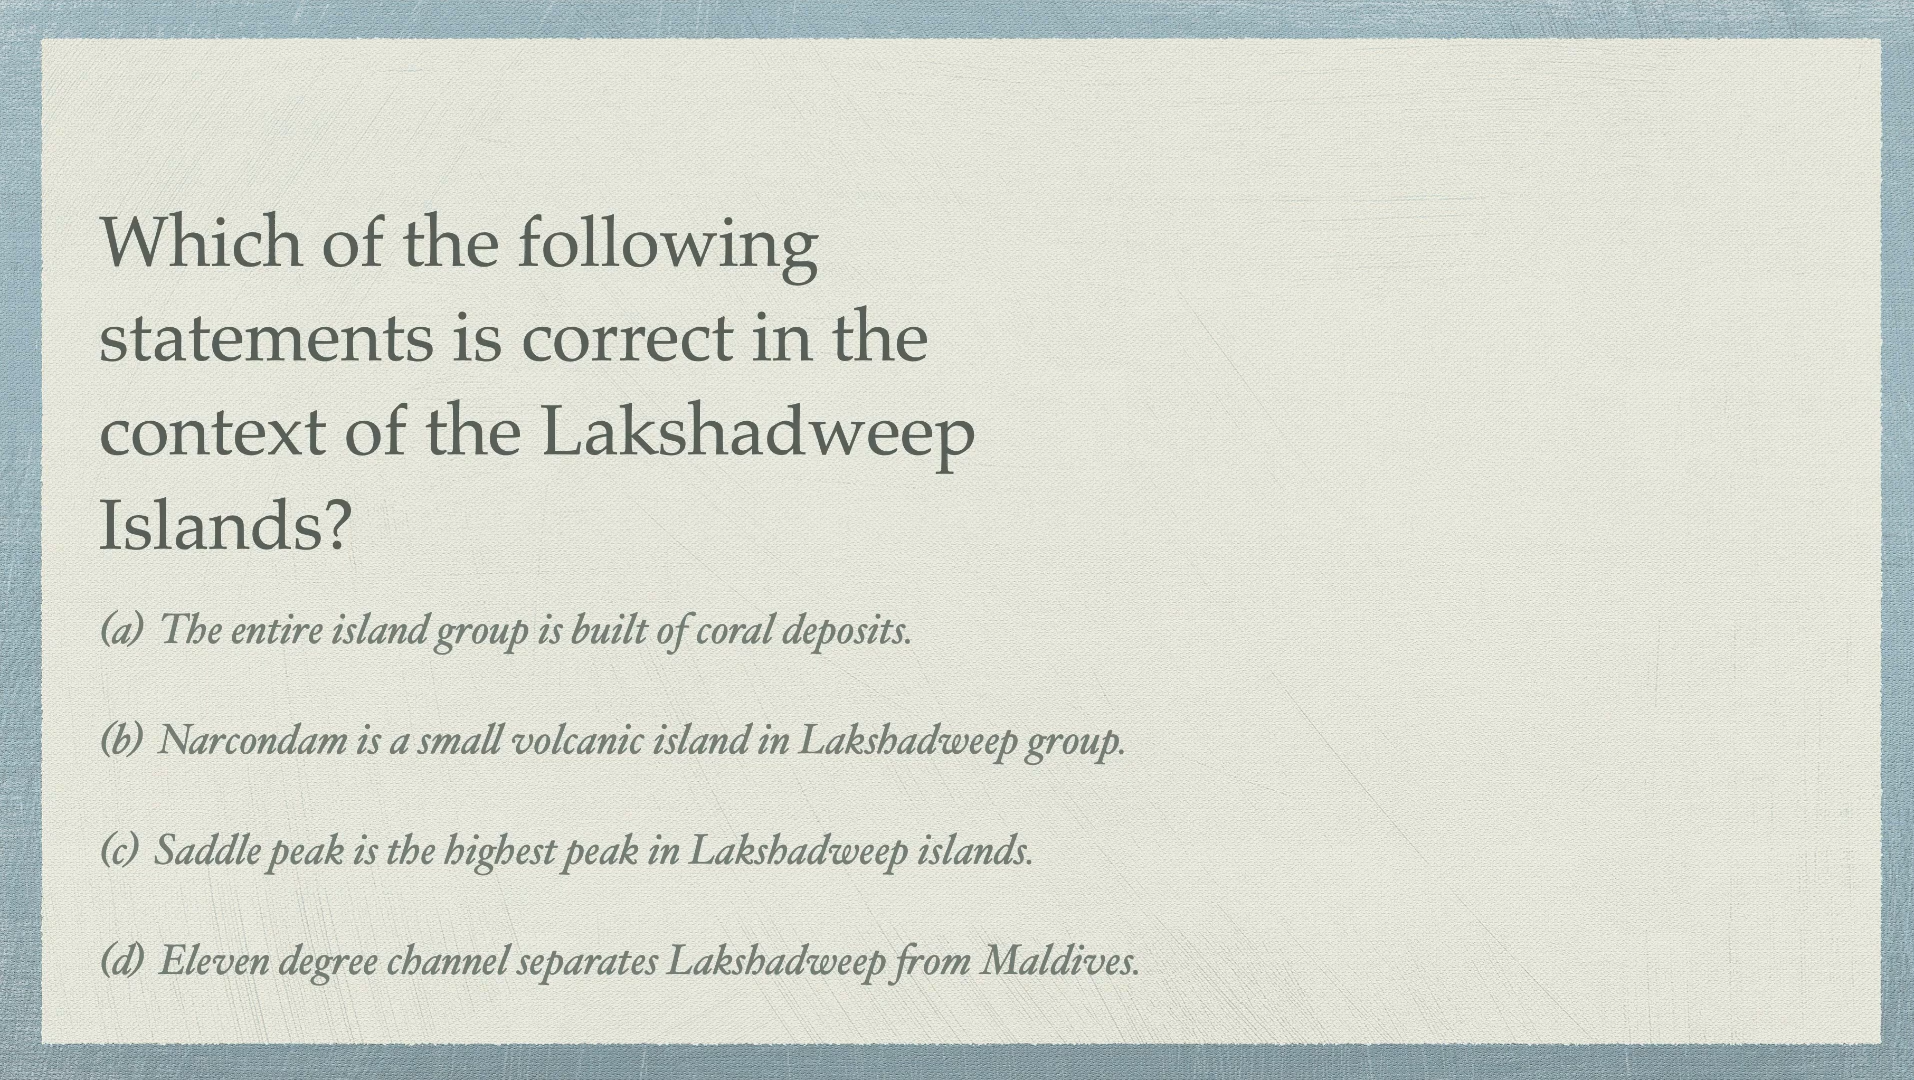 Which of the following
statements is correct in the
context of the Lakshadweep
Islands?
(a) The entire island group is built of coral deposits.
(b) Narcondam is a small volcanic island in Lakshadweep group.
(c) Saddle peak is the highest peak in Lakshadweep islands.
(d) Eleven degree channel separates Lakshadweep from Maldives.